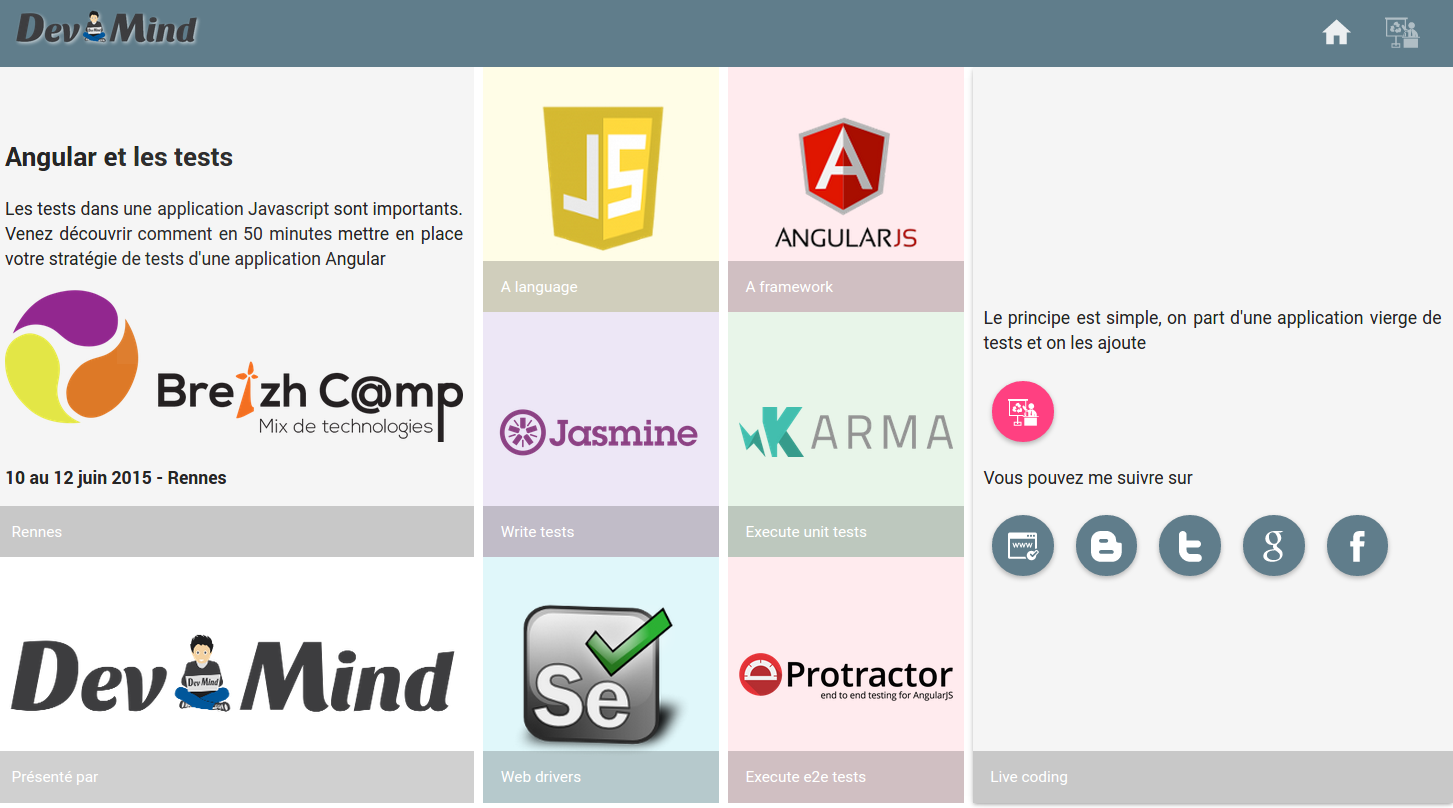 Dev Mind
Angular et les tests
Les tests dans une application Javascript sont importants.
Venez découvrir comment en 50 minutes mettre en place
votre stratégie de tests d'une application Angular
Breizh C@mp
Mix de technologies
10 au 12 juin 2015 - Rennes
Rennes
Dev Mind
Dev Mind
Présenté par
JS
A language
ANGULARJS
A framework
Jasmine
Write tests
KARMA
Execute unit tests
Se
Web drivers
Protractor
end to end testing for AngularJS
Execute e2e tests
Le principe est simple, on part d'une application vierge de
tests et on les ajoute
Vous pouvez me suivre sur
www
Live coding